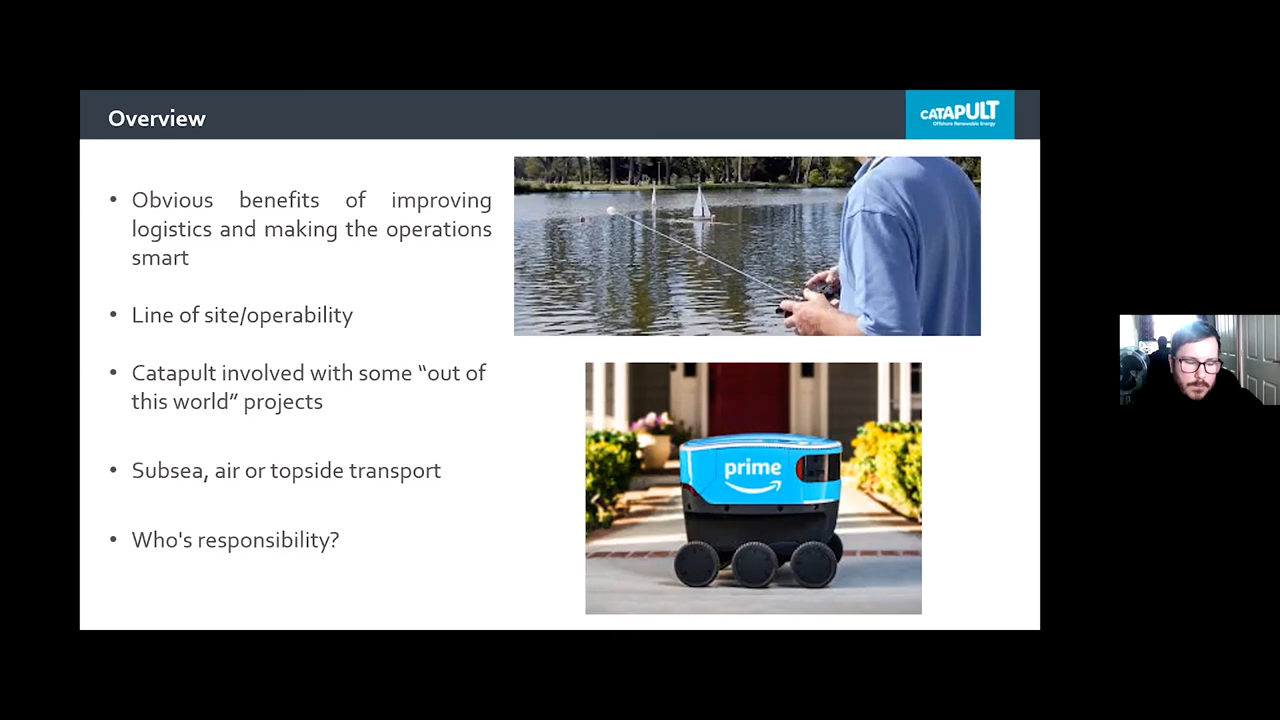 Overview
CATAPULT
Offshore Renewable Energy
• Obvious benefits of improving
logistics and making the operations
smart
• Line of site/operability
• Catapult involved with some “out of
this world” projects
• Subsea, air or topside transport
• Who's responsibility?
prime